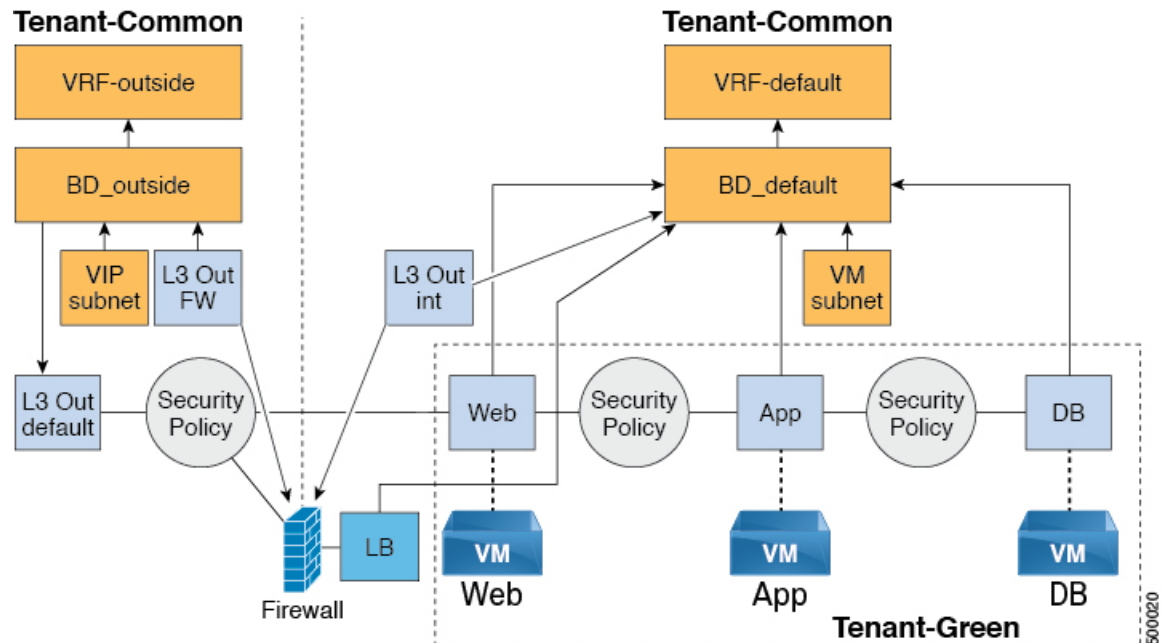 Tenant-Common
Tenant-Common
VRF-outside
VRF-default
BD_outside
BD_default
VIP
subnet
L3 Out
FW
L3 Out
int
VM
subnet
L3 Out
default
Security
Policy
Web
Security
Policy
App
Security
Policy
DB
LB
VM
VM
VM
Firewall
Web
App
DB
Tenant-Green
500020